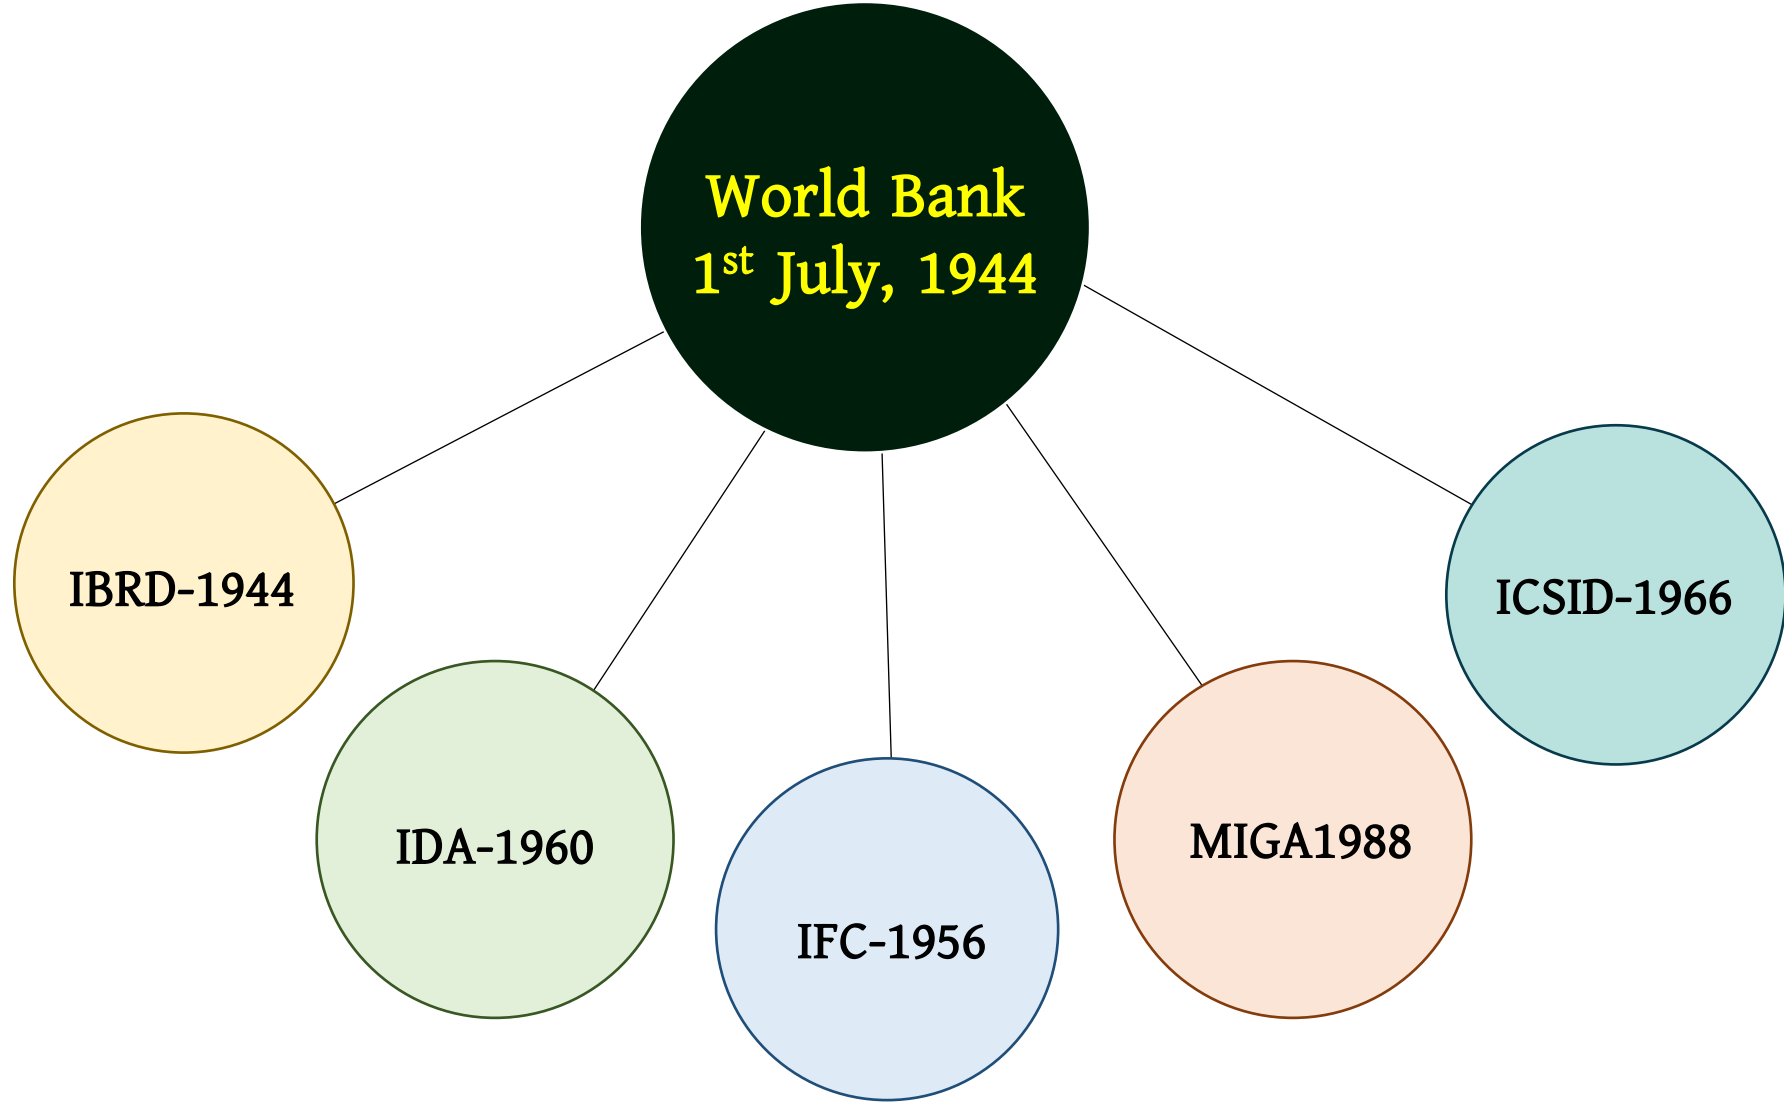 World Bank
1st July, 1944
IBRD-1944
ICSID-1966
IDA-1960
MIGA1988
IFC-1956